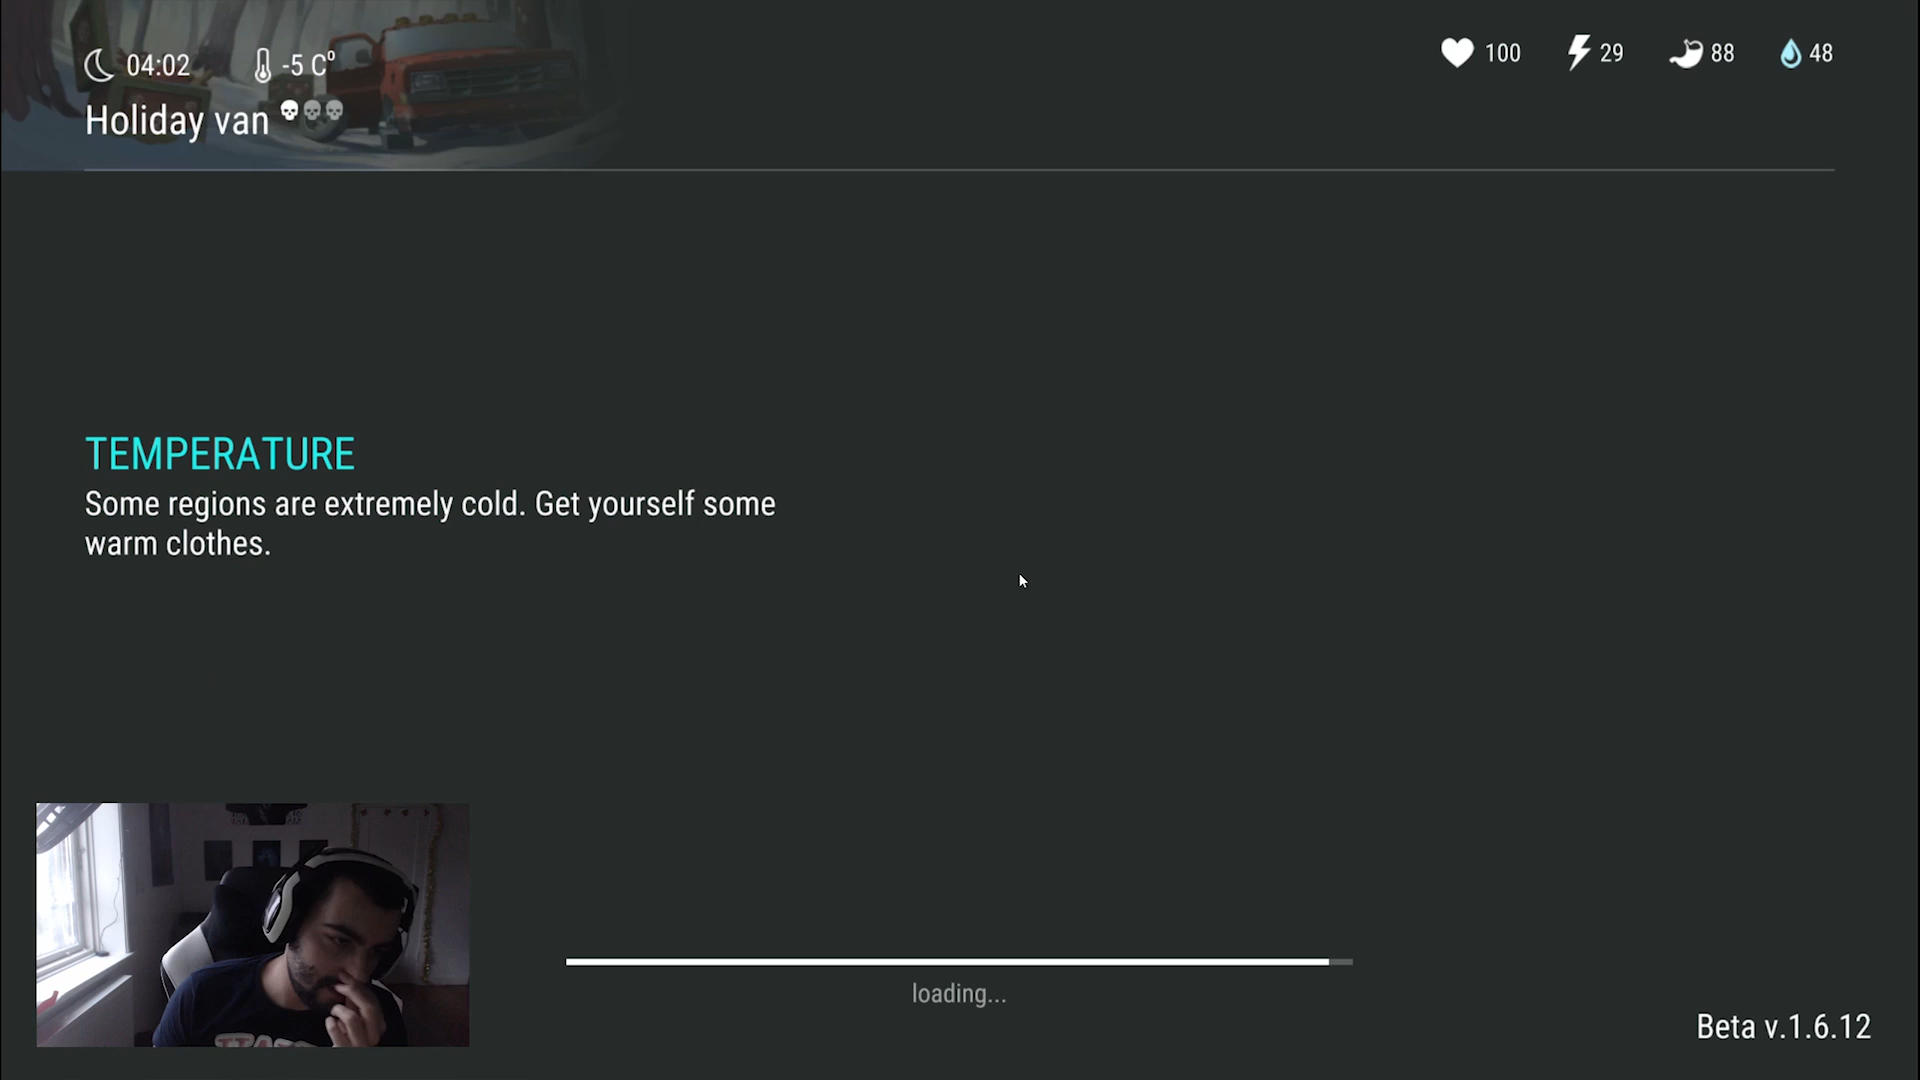 04:02
-5 C⁰
100
29
88
48
Holiday van
TEMPERATURE
Some regions are extremely cold. Get yourself some
warm clothes.
loading...
Beta v.1.6.12